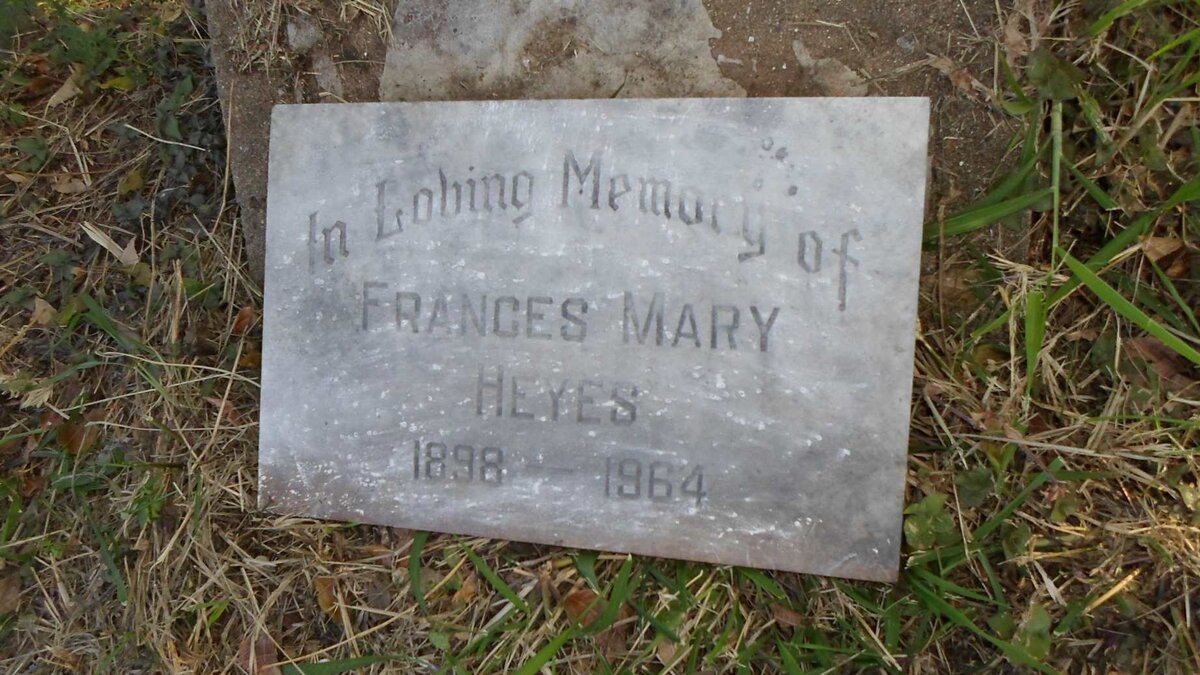 In Loving Memory of
FRANCES MARY
HEYES
1898 — 1964